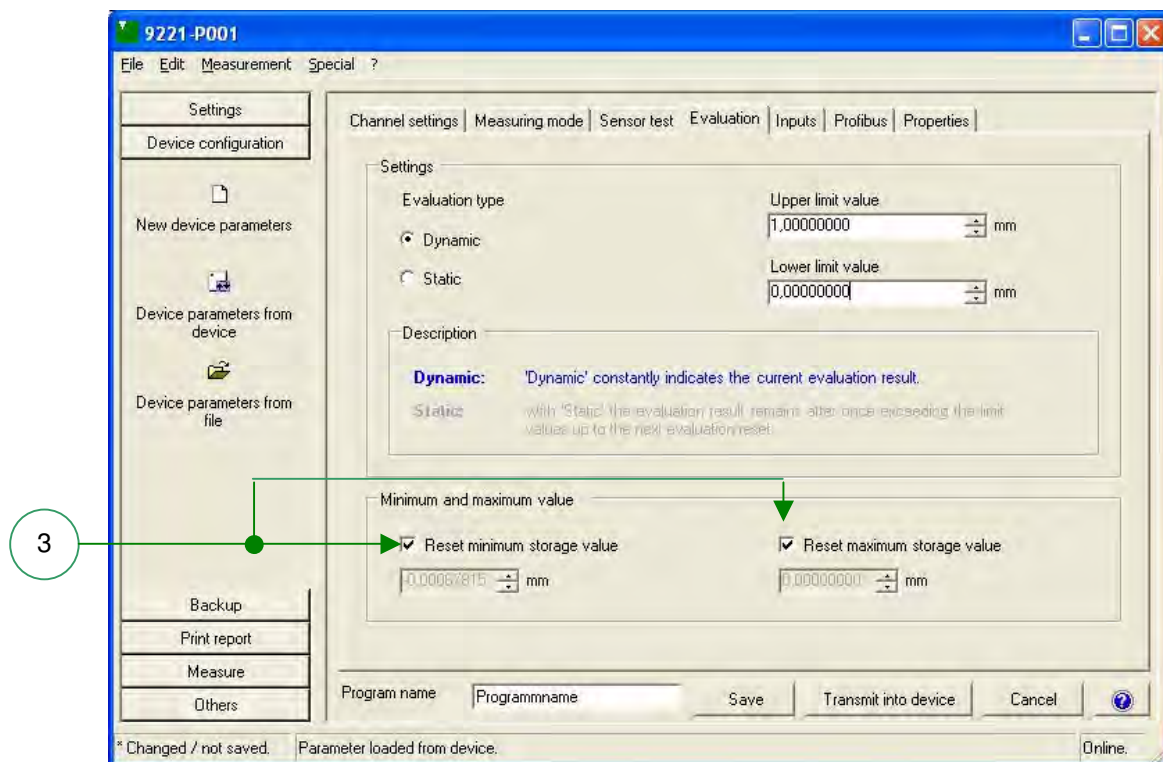 9221-P001
File Edit Measurement Special ?
Settings
Device configuration
New device parameters
Device parameters from
device
Device parameters from
file
Backup
Print report
Measure
Others
Channel settings Measuring mode Sensor test Evaluation Inputs Profibus Properties
Settings
Evaluation type
Dynamic
Static
Upper limit value
1,00000000 mm
Lower limit value
0,00000000 mm
Description
Dynamic: 'Dynamic' constantly indicates the current evaluation result.
Static: With 'Static' the evaluation result remains after once exceeding the limit
values up to the next evaluation reset.
Minimum and maximum value
3
Reset minimum storage value
-0,00067815 mm
Reset maximum storage value
0,00000000 mm
Program name Programmname Save Transmit into device Cancel ?
* Changed / not saved. Parameter loaded from device. Online.